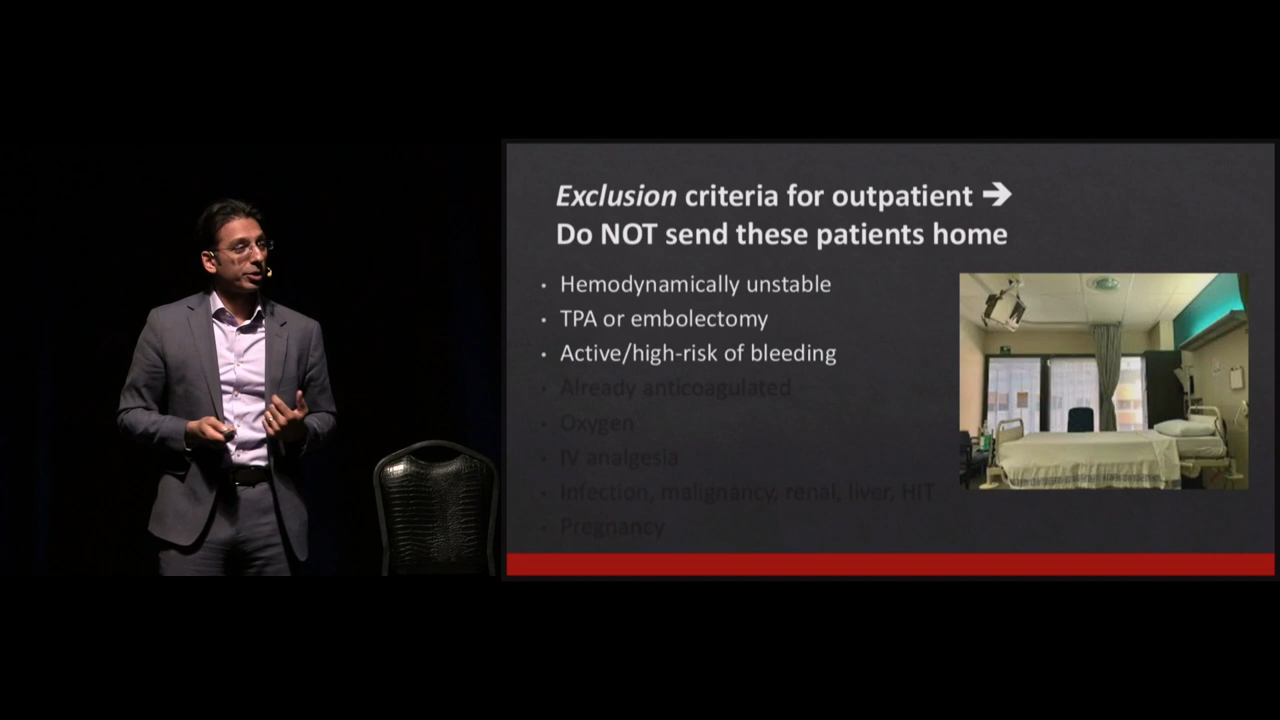 Exclusion criteria for outpatient ➔
Do NOT send these patients home
• Hemodynamically unstable
• TPA or embolectomy
• Active/high-risk of bleeding
• Already anticoagulated
• Oxygen
• IV analgesia
• Infection, malignancy, renal, liver, HIT
• Pregnancy